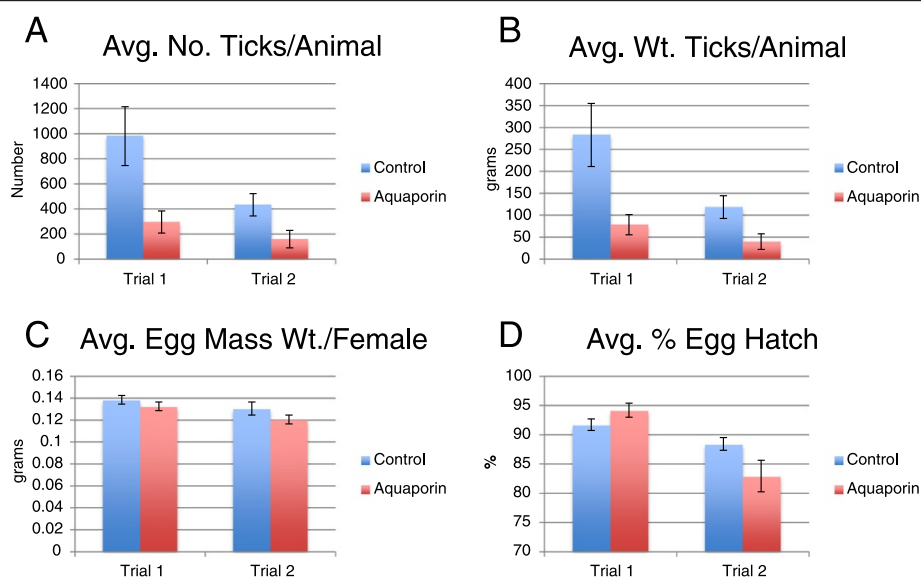 A Avg. No. Ticks/Animal
1400
1200
1000
800
600
400
200
0
Number
Trial 1 Trial 2
Control
Aquaporin
B Avg. Wt. Ticks/Animal
400
350
300
250
200
150
100
50
0
grams
Trial 1 Trial 2
Control
Aquaporin
C Avg. Egg Mass Wt./Female
0.16
0.14
0.12
0.1
0.08
0.06
0.04
0.02
0
grams
Trial 1 Trial 2
Control
Aquaporin
D Avg. % Egg Hatch
100
95
90
85
80
75
70
%
Trial 1 Trial 2
Control
Aquaporin